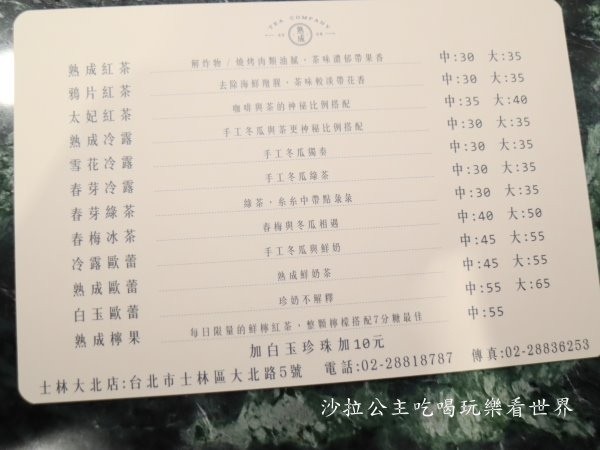 TEA COMPANY
熟成
熟成紅茶 解炸物/燒烤肉類油膩,茶味濃郁帶果香 中:30 大:35
鴉片紅茶 去除海鮮羶腥,茶味較淡帶花香 中:30 大:35
太妃紅茶 咖啡與茶的神秘比例搭配 中:35 大:40
熟成冷露 手工冬瓜與茶更神秘比例搭配 中:30 大:35
雪花冷露 手工冬瓜獨奏 中:30 大:35
春芽冷露 手工冬瓜綠茶 中:30 大:35
春芽綠茶 綠茶,糸糸中帶點彖彖 中:30 大:35
春梅冰茶 春梅與冬瓜相遇 中:40 大:50
冷露歐蕾 手工冬瓜與鮮奶 中:45 大:55
熟成歐蕾 熟成鮮奶茶 中:45 大:55
白玉歐蕾 珍奶不解釋 中:55 大:65
熟成檸果 每日限量的鮮檸紅茶,整顆檸檬搭配7分糖最佳 中:55
加白玉珍珠加10元
士林大北店:台北市士林區大北路5號 電話:02-28818787 傳真:02-28836253
沙拉公主吃喝玩樂看世界